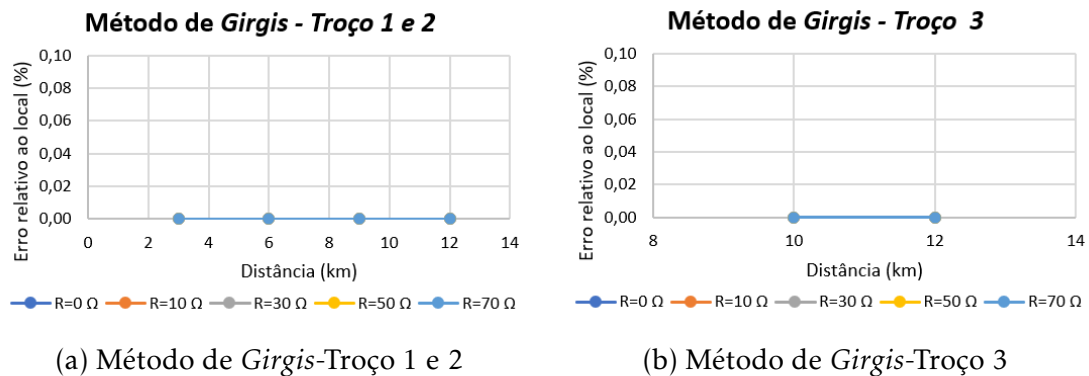 Método de Girgis - Troço 1 e 2
Erro relativo ao local (%)
0,10
0,08
0,06
0,04
0,02
0,00
0 2 4 6 8 10 12 14
Distância (km)
R=0 Ω R=10 Ω R=30 Ω R=50 Ω R=70 Ω
(a) Método de Girgis-Troço 1 e 2
Método de Girgis - Troço 3
Erro relativo ao local (%)
0,10
0,08
0,06
0,04
0,02
0,00
8 10 12 14
Distância (km)
R=0 Ω R=10 Ω R=30 Ω R=50 Ω R=70 Ω
(b) Método de Girgis-Troço 3